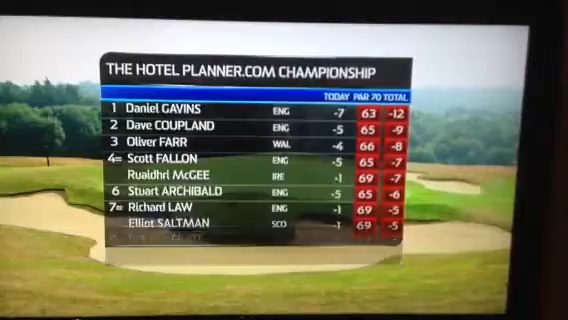 THE HOTEL PLANNER.COM CHAMPIONSHIP
TODAY PAR 70 TOTAL
1 Daniel GAVINS ENG -7 63 -12
2 Dave COUPLAND ENG -5 65 -9
3 Oliver FARR WAL -4 66 -8
4= Scott FALLON ENG -5 65 -7
Ruaidhri McGEE IRE -1 69 -7
6 Stuart ARCHIBALD ENG -5 65 -6
7= Richard LAW ENG -1 69 -5
Elliot SALTMAN SCO -1 69 -5